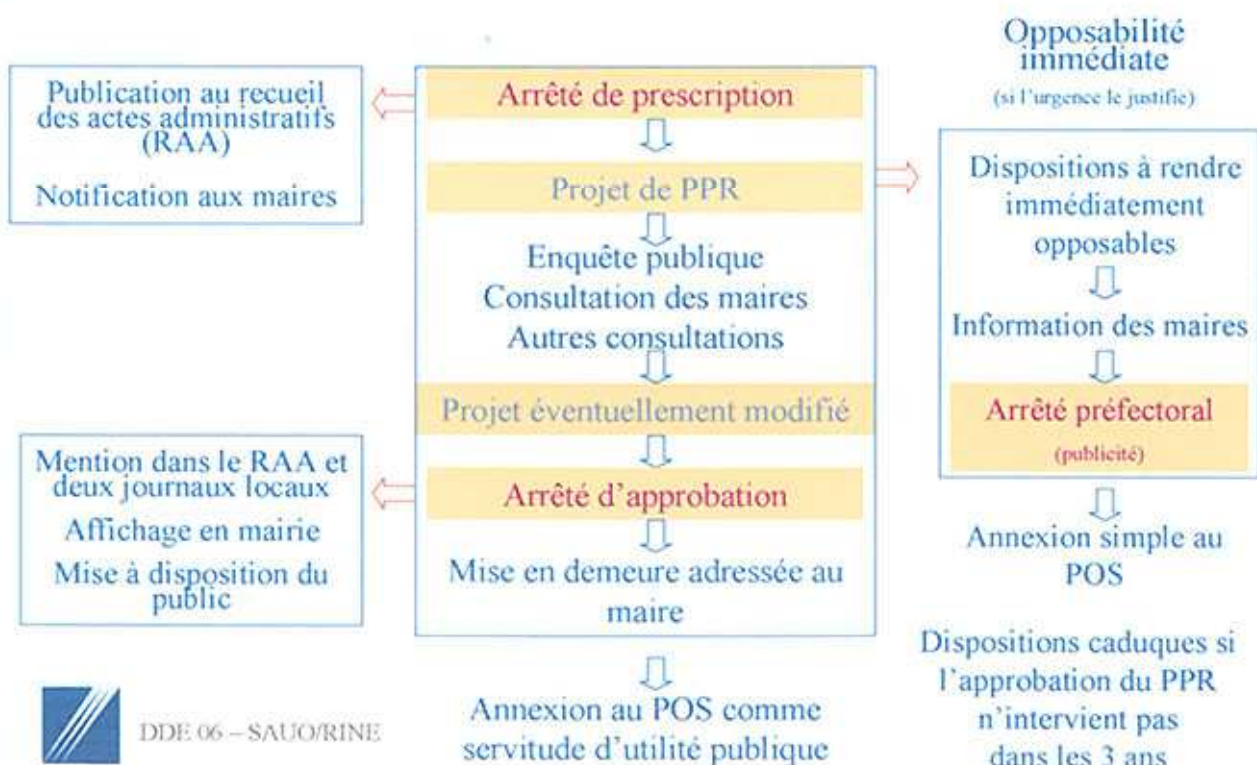 Publication au recueil
des actes administratifs
(RAA)
Notification aux maires
Mention dans le RAA et
deux journaux locaux
Affichage en mairie
Mise à disposition du
public
DDE 06 – SAUO/RINE
Arrêté de prescription
Projet de PPR
Enquête publique
Consultation des maires
Autres consultations
Projet éventuellement modifié
Arrêté d’approbation
Mise en demeure adressée au
maire
Annexion au POS comme
servitude d’utilité publique
Opposabilité
immédiate
(si l’urgence le justifie)
Dispositions à rendre
immédiatement
opposables
Information des maires
Arrêté préfectoral
(publicité)
Annexion simple au
POS
Dispositions caduques si
l’approbation du PPR
n’intervient pas
dans les 3 ans